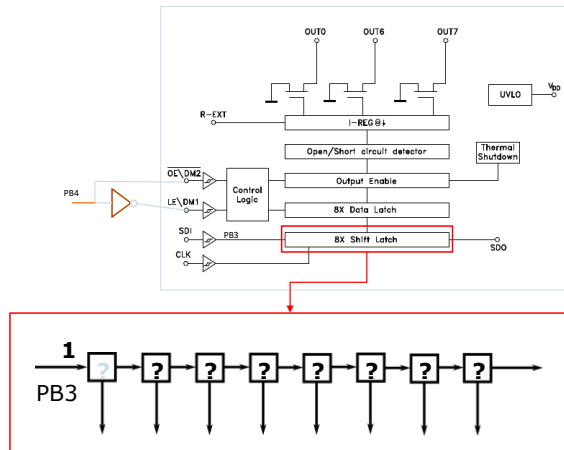 OUT0 OUT6 OUT7
UVLO
VDD
R-EXT
I-REG@↓
Open/Short circuit detector
Thermal
Shutdown
OE\DM2
Control
Logic
Output Enable
PB4
LE\DM1
8X Data Latch
SDI
PB3
8X Shift Latch
SDO
CLK
1
? ? ? ? ? ? ? ?
PB3